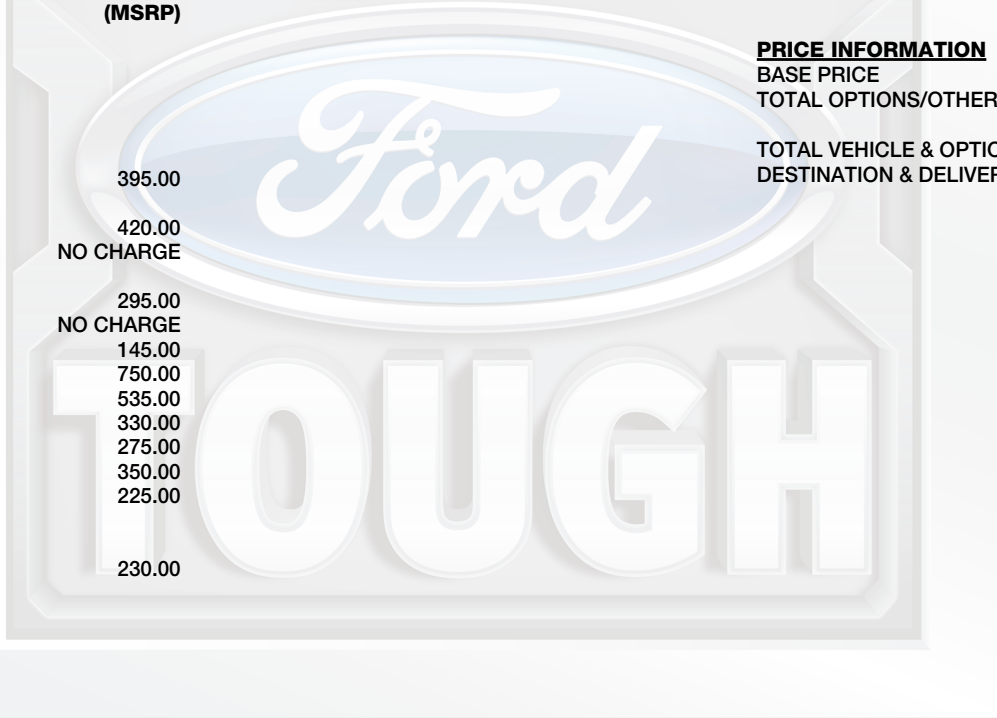 (MSRP)
395.00
420.00
NO CHARGE
295.00
NO CHARGE
145.00
750.00
535.00
330.00
275.00
350.00
225.00
230.00
PRICE INFORMATION
BASE PRICE
TOTAL OPTIONS/OTHER
TOTAL VEHICLE & OPTIO
DESTINATION & DELIVER
Ford
TOUGH